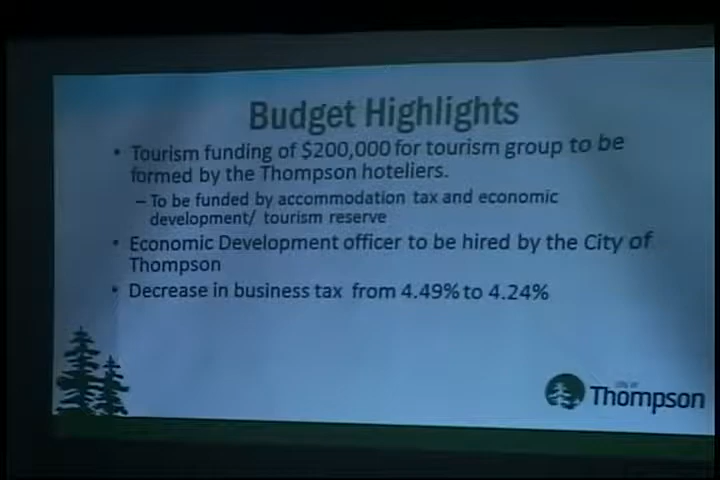 Budget Highlights
• Tourism funding of $200,000 for tourism group to be
formed by the Thompson hoteliers.
– To be funded by accommodation tax and economic
development/ tourism reserve
• Economic Development officer to be hired by the City of
Thompson
• Decrease in business tax from 4.49% to 4.24%
CITY OF
Thompson